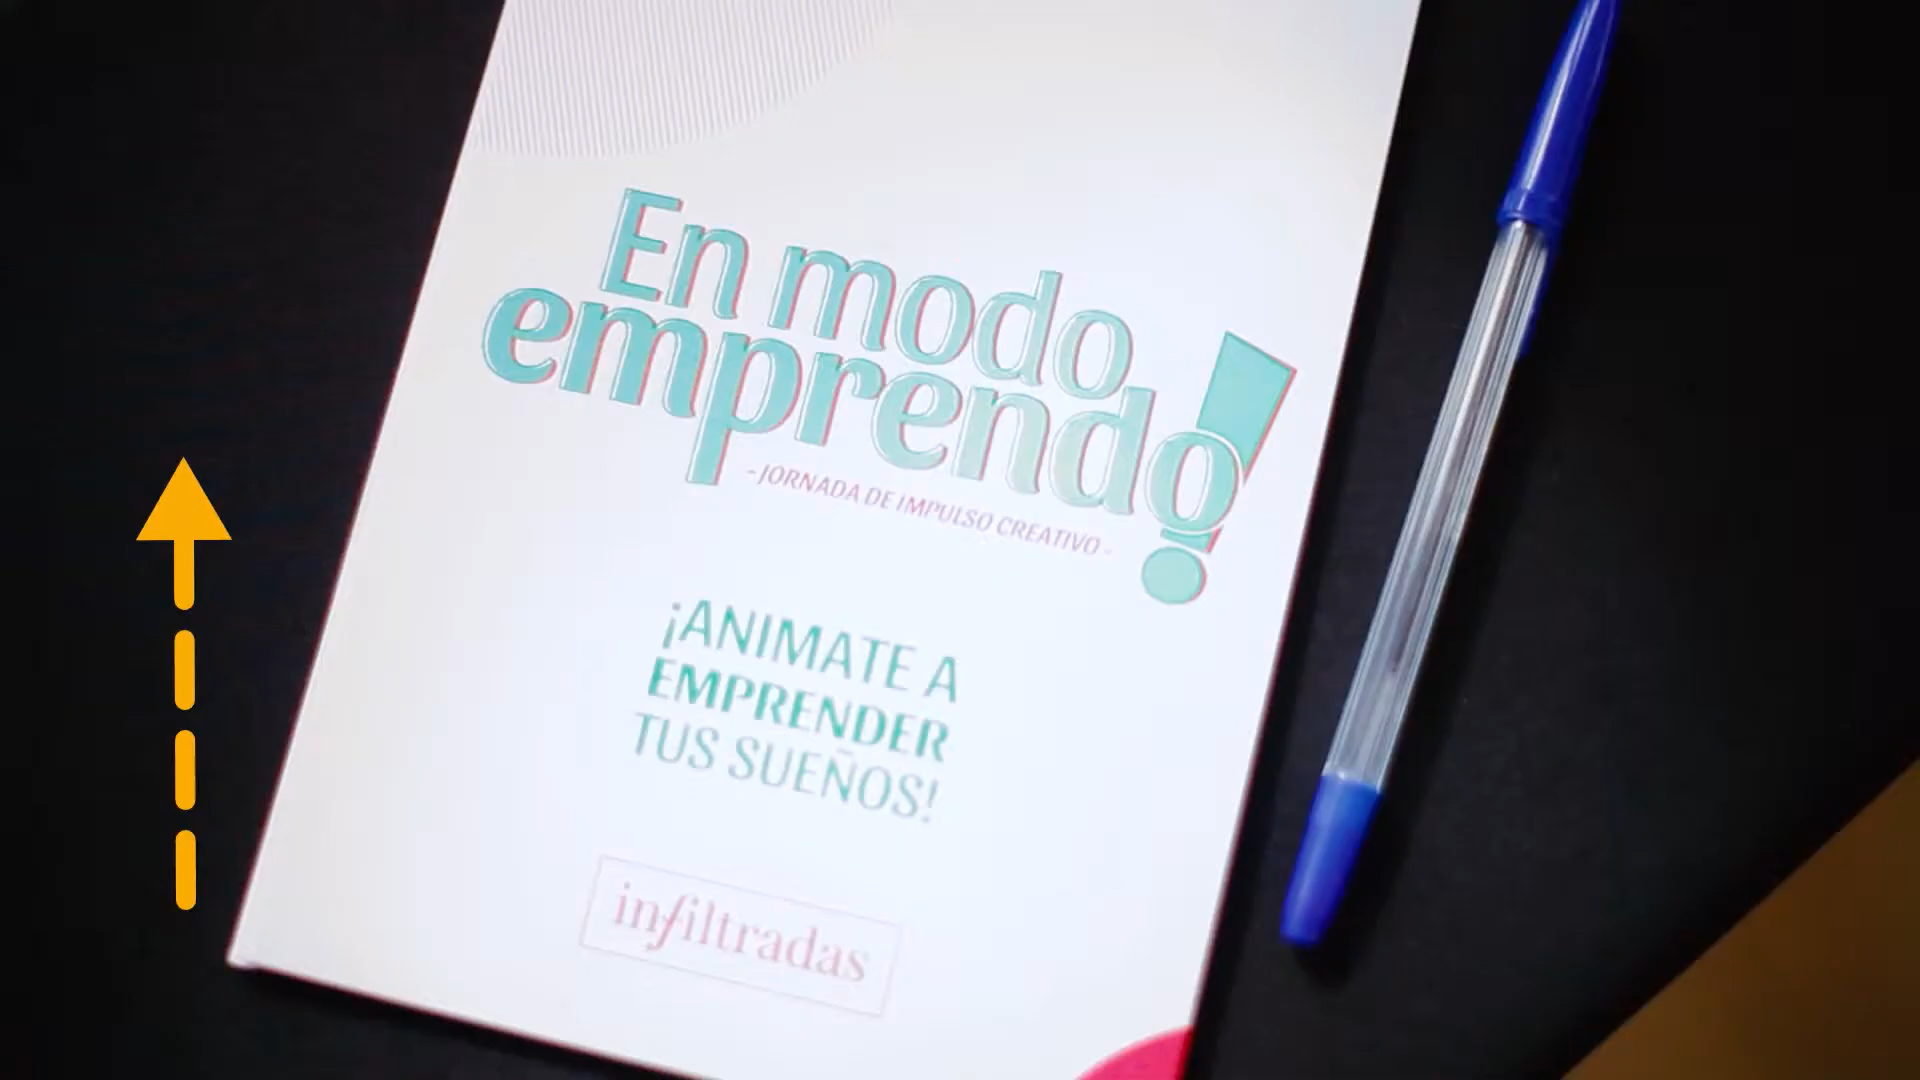 En modo
emprendo!
- JORNADA DE IMPULSO CREATIVO -
¡ANIMATE A
EMPRENDER
TUS SUEÑOS!
infiltradas